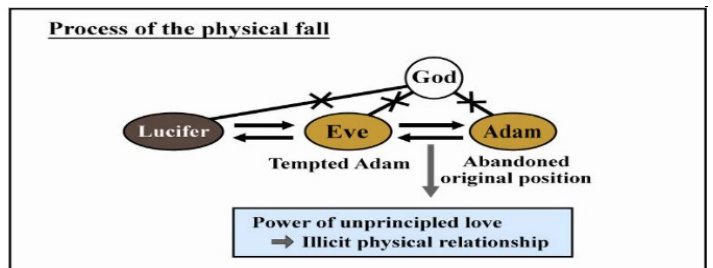 Process of the physical fall
God
Lucifer
Eve
Adam
Tempted Adam
Abandoned
original position
Power of unprincipled love
Illicit physical relationship